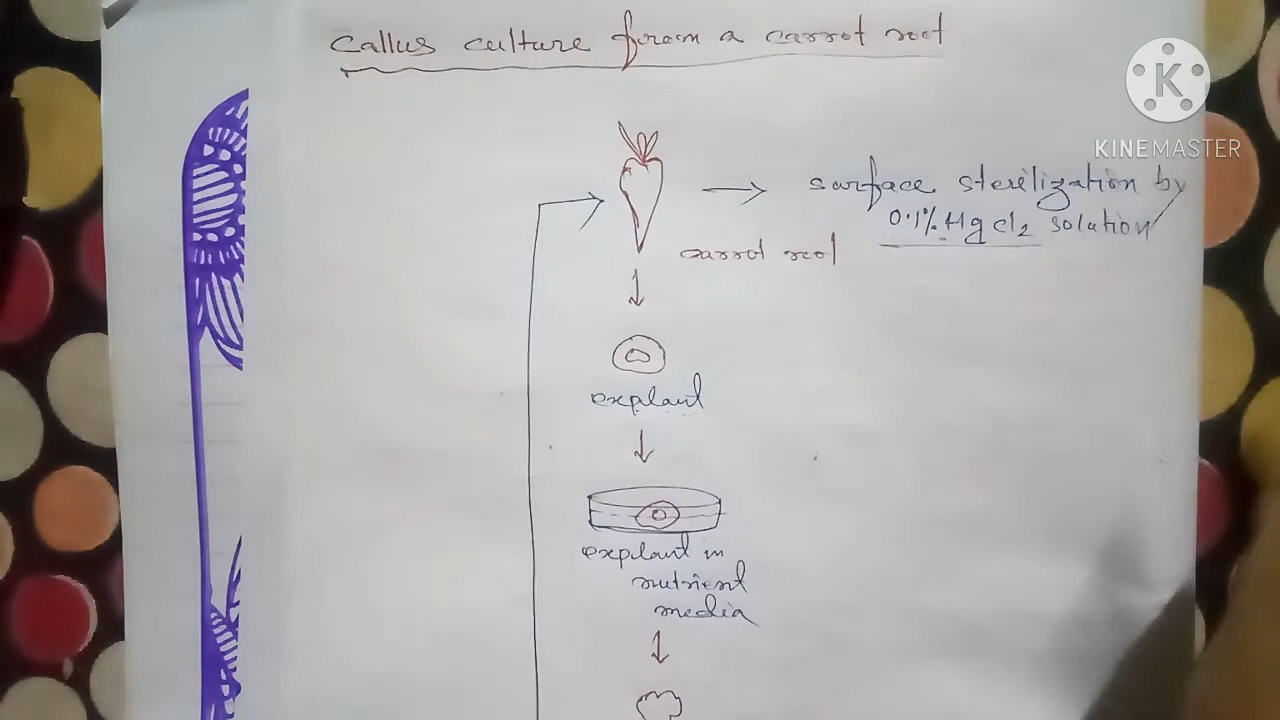 Callus culture from a carrot root
K
KINEMASTER
surface sterilization by
0.1% HgCl2 solution
carrot root
explant
explant in
nutrient
media